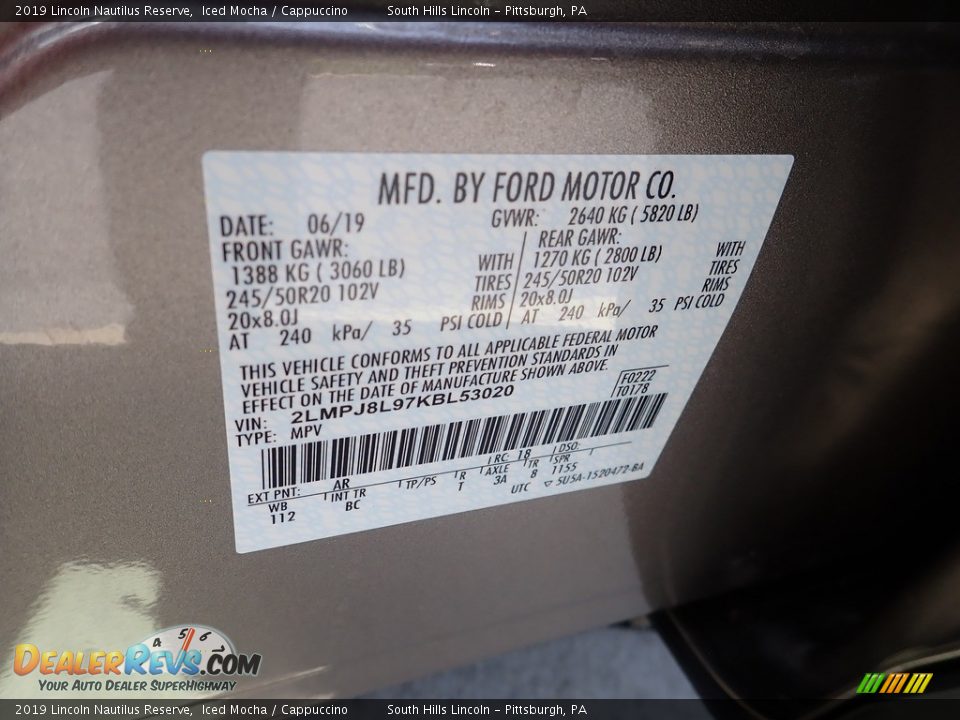 2019 Lincoln Nautilus Reserve, Iced Mocha / Cappuccino South Hills Lincoln - Pittsburgh, PA
MFD. BY FORD MOTOR CO.
DATE: 06/19 GVWR: 2640 KG ( 5820 LB)
FRONT GAWR: REAR GAWR:
1388 KG ( 3060 LB) WITH 1270 KG ( 2800 LB) WITH
245/50R20 102V TIRES 245/50R20 102V TIRES
20x8.0J RIMS 20x8.0J RIMS
AT 240 kPa/ 35 PSI COLD AT 240 kPa/ 35 PSI COLD
THIS VEHICLE CONFORMS TO ALL APPLICABLE FEDERAL MOTOR
VEHICLE SAFETY AND THEFT PREVENTION STANDARDS IN
EFFECT ON THE DATE OF MANUFACTURE SHOWN ABOVE.
VIN: 2LMPJ8L97KBL53020 F0222
TYPE: MPV T0178
EXT PNT: AR RC: 18 DSO:
WB INT TR TP/PS R AXLE TR SPR
112 BC T 3A 8 1155
UTC ▽ SU5A-1520472-BA
4 5 6
DEALERREVS.COM
YOUR AUTO DEALER SUPERHIGHWAY
2019 Lincoln Nautilus Reserve, Iced Mocha / Cappuccino South Hills Lincoln - Pittsburgh, PA